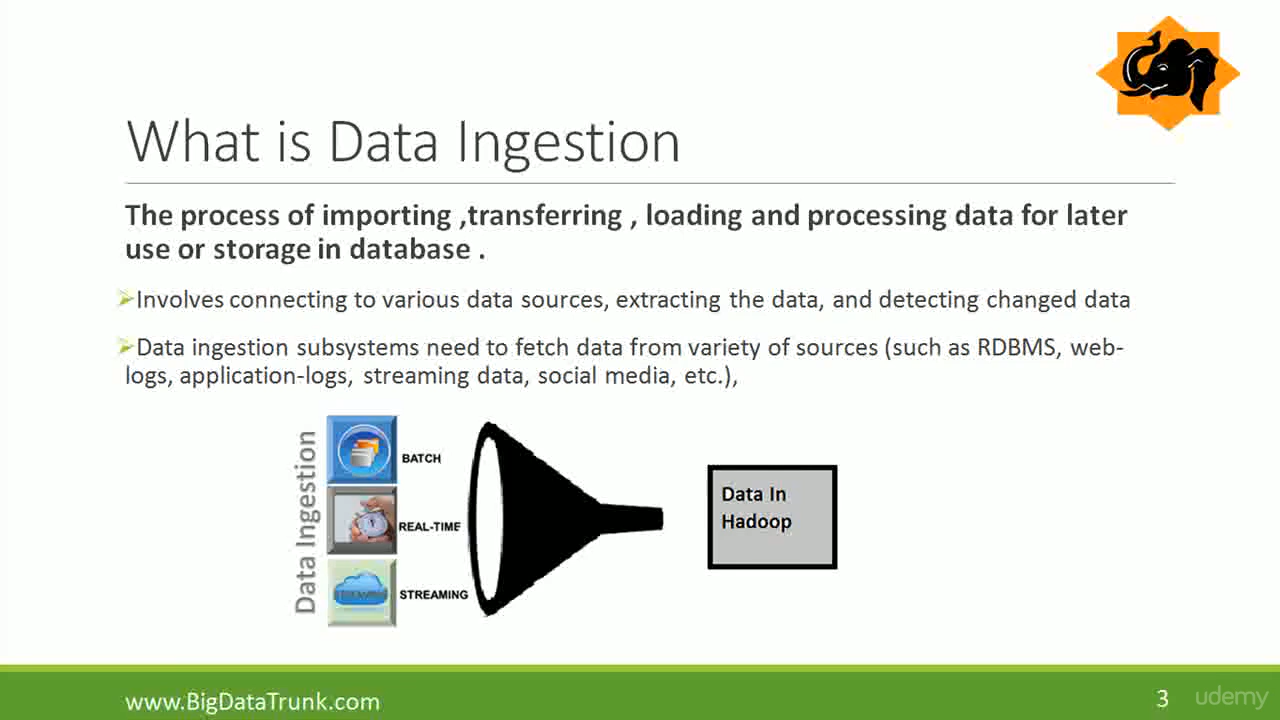 What is Data Ingestion
The process of importing ,transferring , loading and processing data for later
use or storage in database .
Involves connecting to various data sources, extracting the data, and detecting changed data
Data ingestion subsystems need to fetch data from variety of sources (such as RDBMS, web-
logs, application-logs, streaming data, social media, etc.),
Data Ingestion
BATCH
REAL-TIME
STREAMING
Data In
Hadoop
www.BigDataTrunk.com
3
udemy